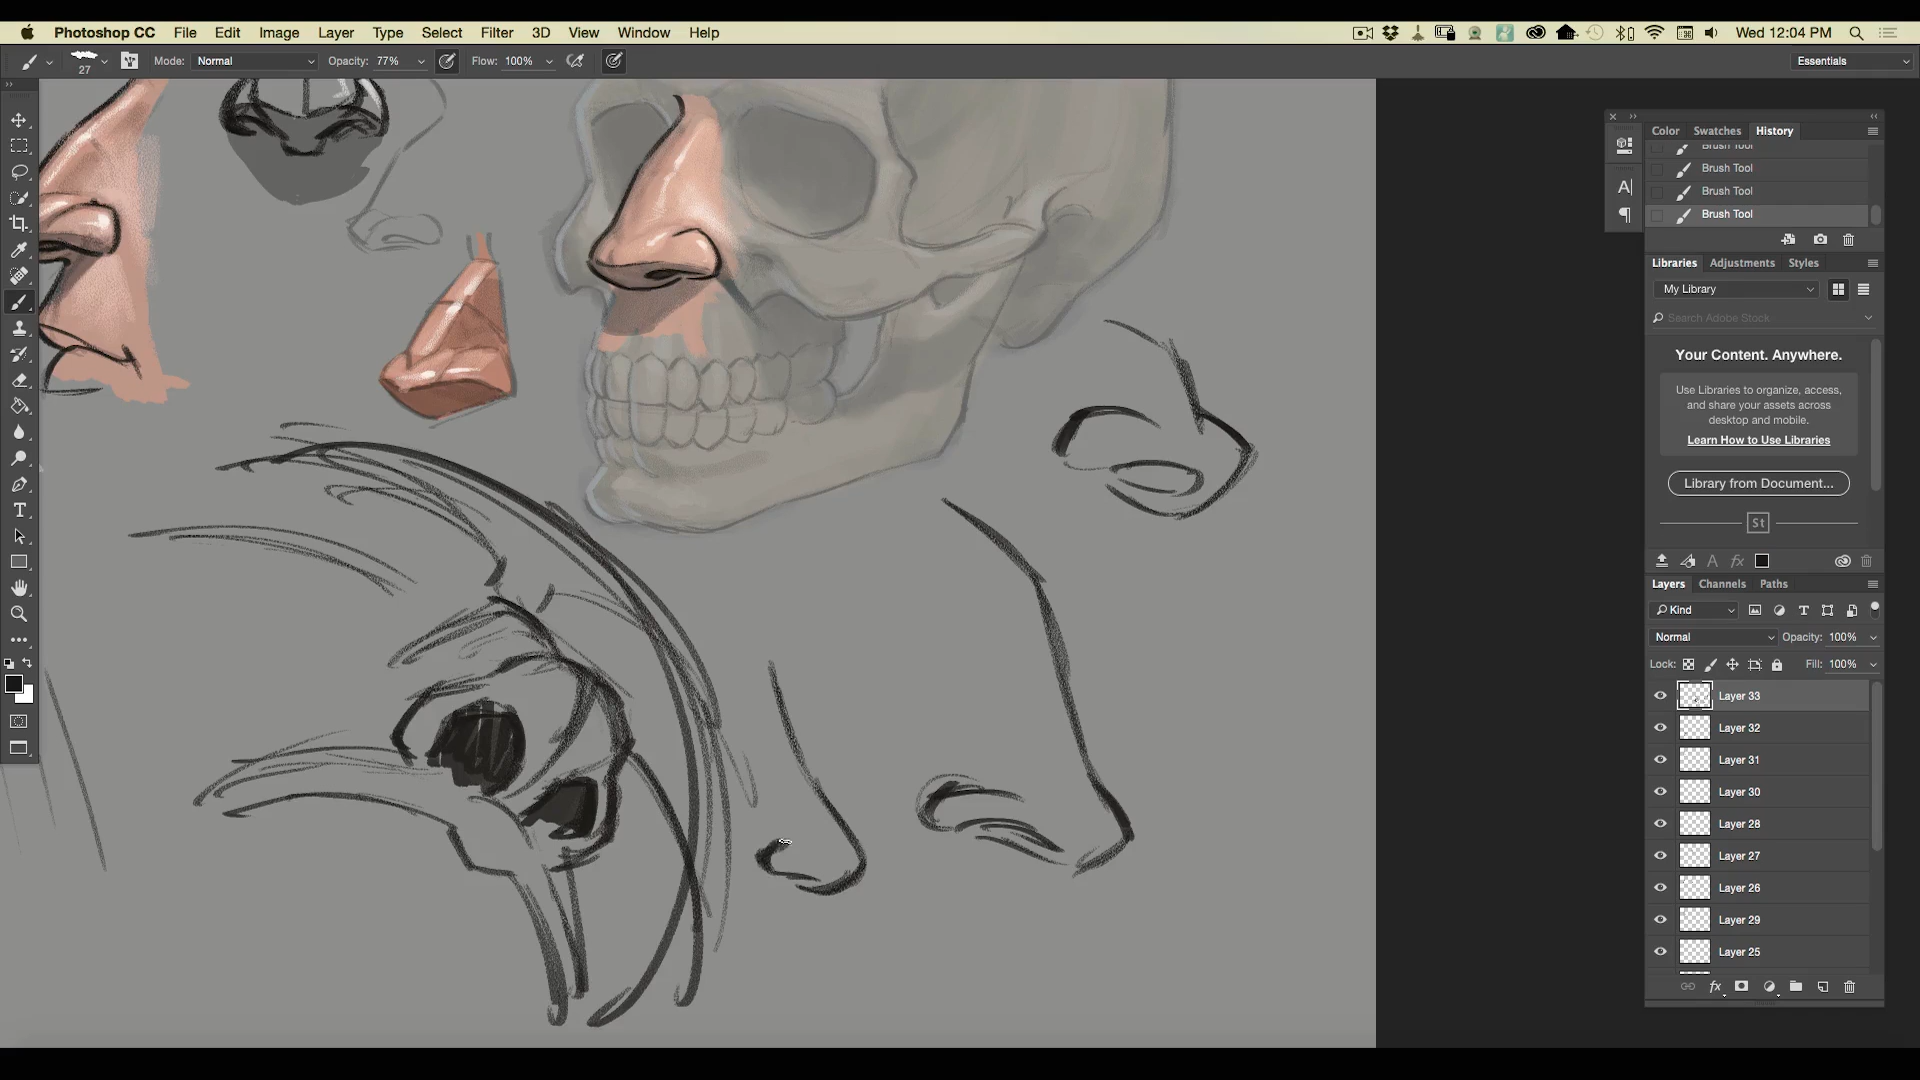 Photoshop CC File Edit Image Layer Type Select Filter 3D View Window Help Wed 12:04 PM
27 Mode: Normal Opacity: 77% Flow: 100% Essentials
Color Swatches History
Brush Tool
Brush Tool
Brush Tool
Brush Tool
Libraries Adjustments Styles
My Library
Search Adobe Stock
Your Content. Anywhere.
Use Libraries to organize, access,
and share your assets across
desktop and mobile.
Learn How to Use Libraries
Library from Document...
St
Layers Channels Paths
Kind
Normal Opacity: 100%
Lock: Fill: 100%
Layer 33
Layer 32
Layer 31
Layer 30
Layer 28
Layer 27
Layer 26
Layer 29
Layer 25